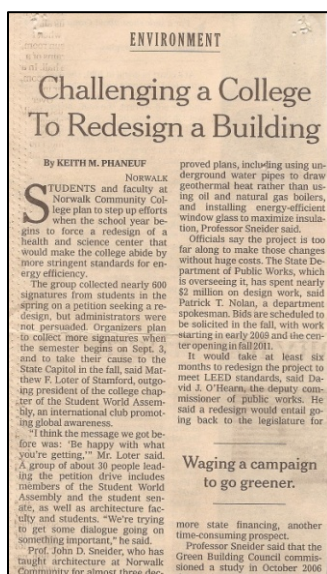 ENVIRONMENT
Challenging a College
To Redesign a Building
By KEITH M. PHANEUF
NORWALK
STUDENTS and faculty at
Norwalk Community Col-
lege plan to step up efforts
when the school year be-
gins to force a redesign of a
health and science center that
would make the college abide by
more stringent standards for en-
ergy efficiency.
The group collected nearly 600
signatures from students in the
spring on a petition seeking a re-
design, but administrators were
not persuaded. Organizers plan
to collect more signatures when
the semester begins on Sept. 3,
and to take their cause to the
State Capitol in the fall, said Mat-
thew F. Loter of Stamford, outgo-
ing president of the college chap-
ter of the Student World Assem-
bly, an international club promot-
ing global awareness.
"I think the message we got be-
fore was: 'Be happy with what
you're getting,'" Mr. Loter said.
A group of about 30 people lead-
ing the petition drive includes
members of the Student World
Assembly and the student sen-
ate, as well as architecture fac-
ulty and students. "We're trying
to get some dialogue going on
something important," he said.
Prof. John D. Sneider, who has
taught architecture at Norwalk
Community for almost three dec-
proved plans, including using un-
derground water pipes to draw
geothermal heat rather than us-
ing oil and natural gas boilers,
and installing energy-efficient
window glass to maximize insula-
tion, Professor Sneider said.
Officials say the project is too
far along to make those changes
without huge costs. The State De-
partment of Public Works, which
is overseeing it, has spent nearly
$2 million on design work, said
Patrick T. Nolan, a department
spokesman. Bids are scheduled to
be solicited in the fall, with work
starting in early 2009 and the cen-
ter opening in fall 2011.
It would take at least six
months to redesign the project to
meet LEED standards, said Da-
vid J. O'Hearn, the deputy com-
missioner of public works. He
said a redesign would entail go-
ing back to the legislature for
Waging a campaign
to go greener.
more state financing, another
time-consuming prospect.
Professor Sneider said that the
Green Building Council commis-
sioned a study in October 2006